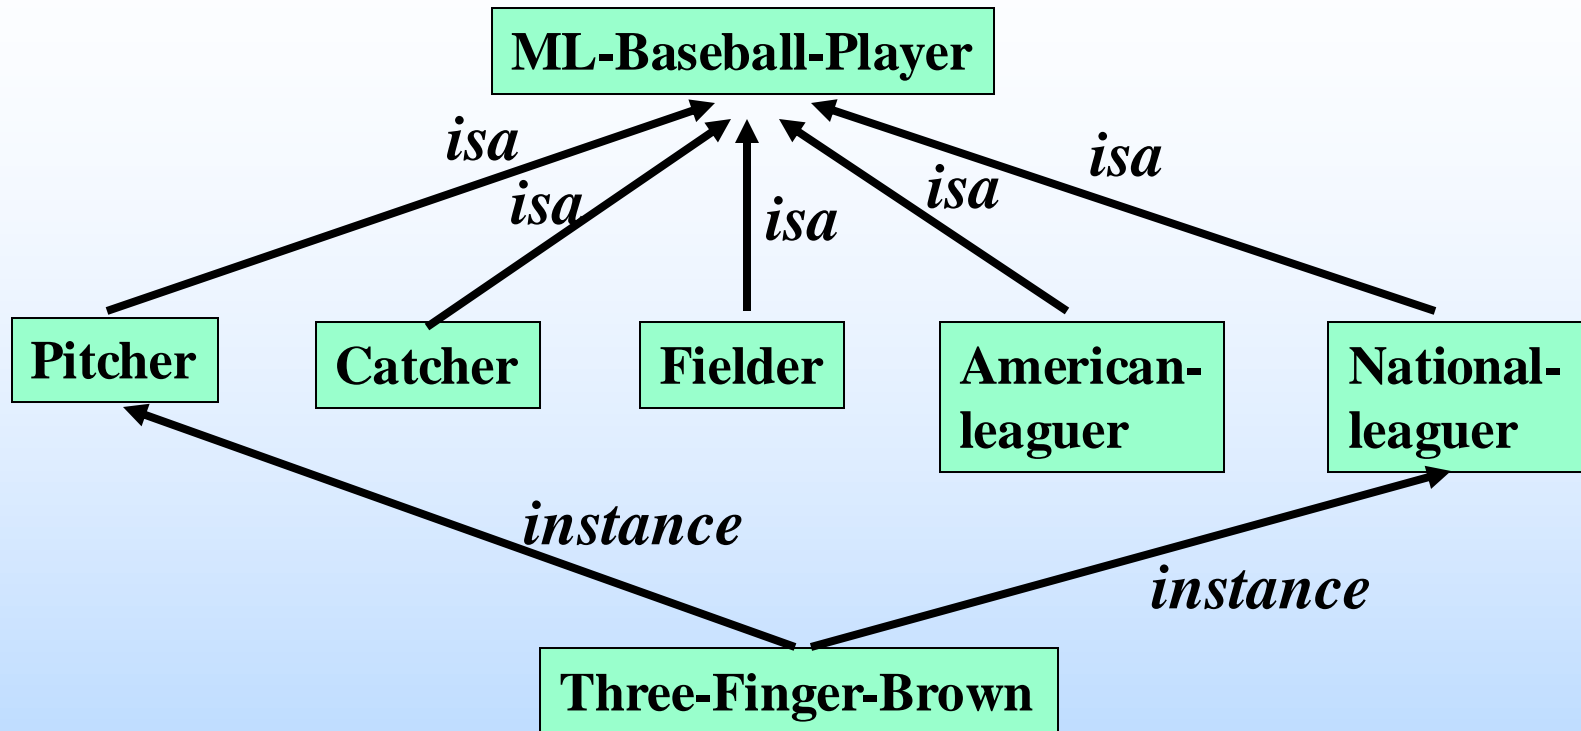 ML-Baseball-Player
isa
isa
isa
isa
isa
Pitcher
Catcher
Fielder
American-
leaguer
National-
leaguer
instance
instance
Three-Finger-Brown